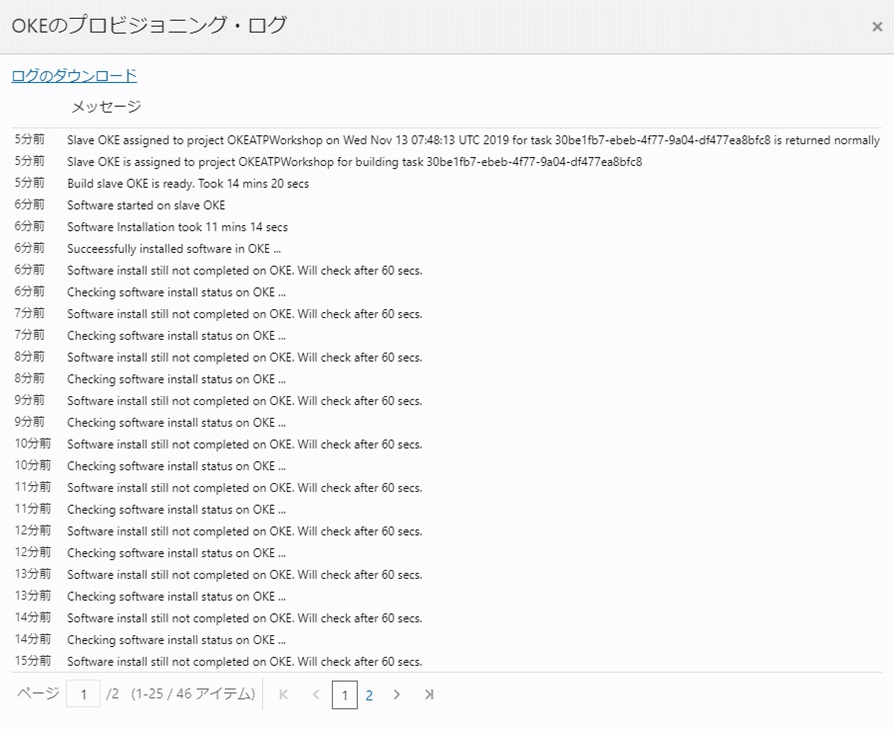 OKEのプロビジョニング・ログ ×
ログのダウンロード
メッセージ
5分前 Slave OKE assigned to project OKEATPWorkshop on Wed Nov 13 07:48:13 UTC 2019 for task 30be1fb7-ebeb-4f77-9a04-df477ea8bfc8 is returned normally
5分前 Slave OKE is assigned to project OKEATPWorkshop for building task 30be1fb7-ebeb-4f77-9a04-df477ea8bfc8
5分前 Build slave OKE is ready. Took 14 mins 20 secs
6分前 Software started on slave OKE
6分前 Software Installation took 11 mins 14 secs
6分前 Succeessfully installed software in OKE ...
6分前 Software install still not completed on OKE. Will check after 60 secs.
6分前 Checking software install status on OKE ...
7分前 Software install still not completed on OKE. Will check after 60 secs.
7分前 Checking software install status on OKE ...
8分前 Software install still not completed on OKE. Will check after 60 secs.
8分前 Checking software install status on OKE ...
9分前 Software install still not completed on OKE. Will check after 60 secs.
9分前 Checking software install status on OKE ...
10分前 Software install still not completed on OKE. Will check after 60 secs.
10分前 Checking software install status on OKE ...
11分前 Software install still not completed on OKE. Will check after 60 secs.
11分前 Checking software install status on OKE ...
12分前 Software install still not completed on OKE. Will check after 60 secs.
12分前 Checking software install status on OKE ...
13分前 Software install still not completed on OKE. Will check after 60 secs.
13分前 Checking software install status on OKE ...
14分前 Software install still not completed on OKE. Will check after 60 secs.
14分前 Checking software install status on OKE ...
15分前 Software install still not completed on OKE. Will check after 60 secs.
ページ 1 /2 (1-25 / 46 アイテム) 1 2